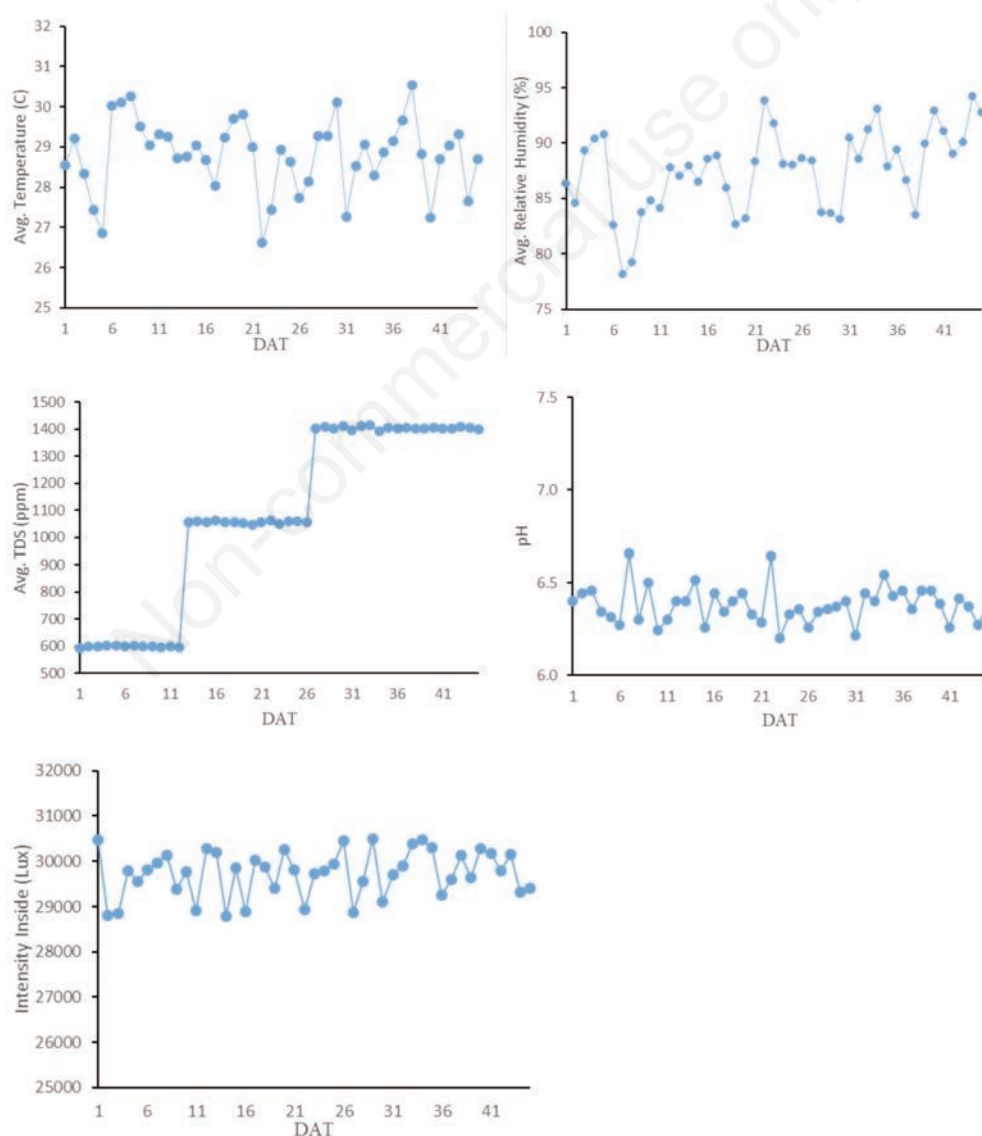 Non-commercial use only
Avg. Temperature (C)
32
31
30
29
28
27
26
25
1 6 11 16 21 26 31 36 41
DAT
Avg. Relative Humidity (%)
100
95
90
85
80
75
1 6 11 16 21 26 31 36 41
DAT
Avg. TDS (ppm)
1500
1400
1300
1200
1100
1000
900
800
700
600
500
1 6 11 16 21 26 31 36 41
DAT
pH
7.5
7.0
6.5
6.0
1 6 11 16 21 26 31 36 41
DAT
Intensity Inside (Lux)
32000
31000
30000
29000
28000
27000
26000
25000
1 6 11 16 21 26 31 36 41
DAT